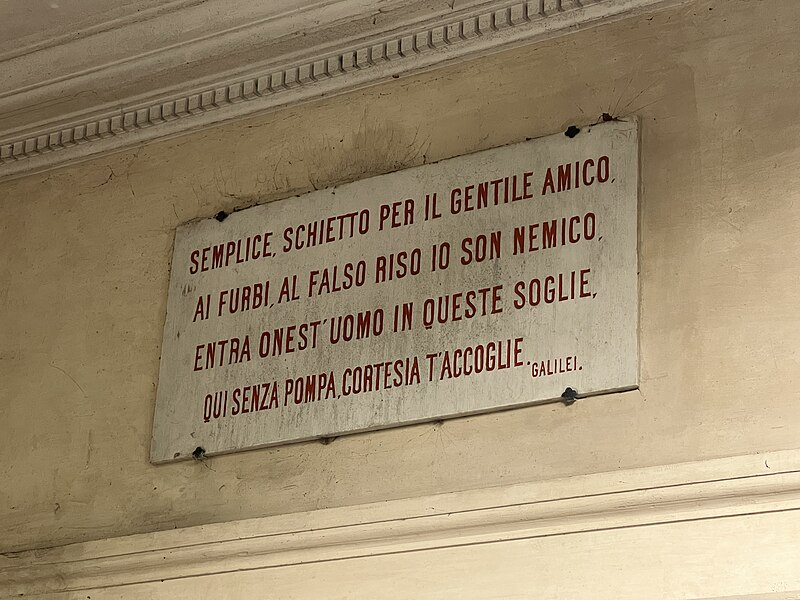 SEMPLICE, SCHIETTO PER IL GENTILE AMICO,
AI FURBI, AL FALSO RISO IO SON NEMICO,
ENTRA ONEST'UOMO IN QUESTE SOGLIE,
QUI SENZA POMPA, CORTESIA T'ACCOGLIE.
GALILEI.